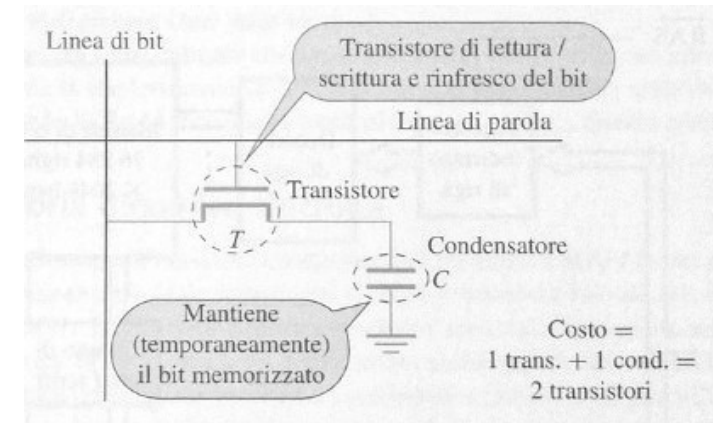 Linea di bit
Transistore di lettura /
scrittura e rinfresco del bit
Linea di parola
Transistore
T
Condensatore
C
Mantiene
(temporaneamente)
il bit memorizzato
Costo =
1 trans. + 1 cond. =
2 transistori